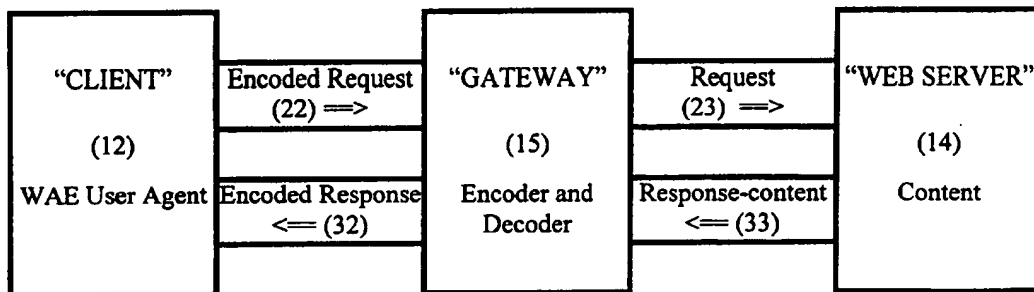 “CLIENT”
(12)
WAE User Agent
Encoded Request
(22) ==>
Encoded Response
<== (32)
“GATEWAY”
(15)
Encoder and
Decoder
Request
(23) ==>
Response-content
<== (33)
“WEB SERVER”
(14)
Content